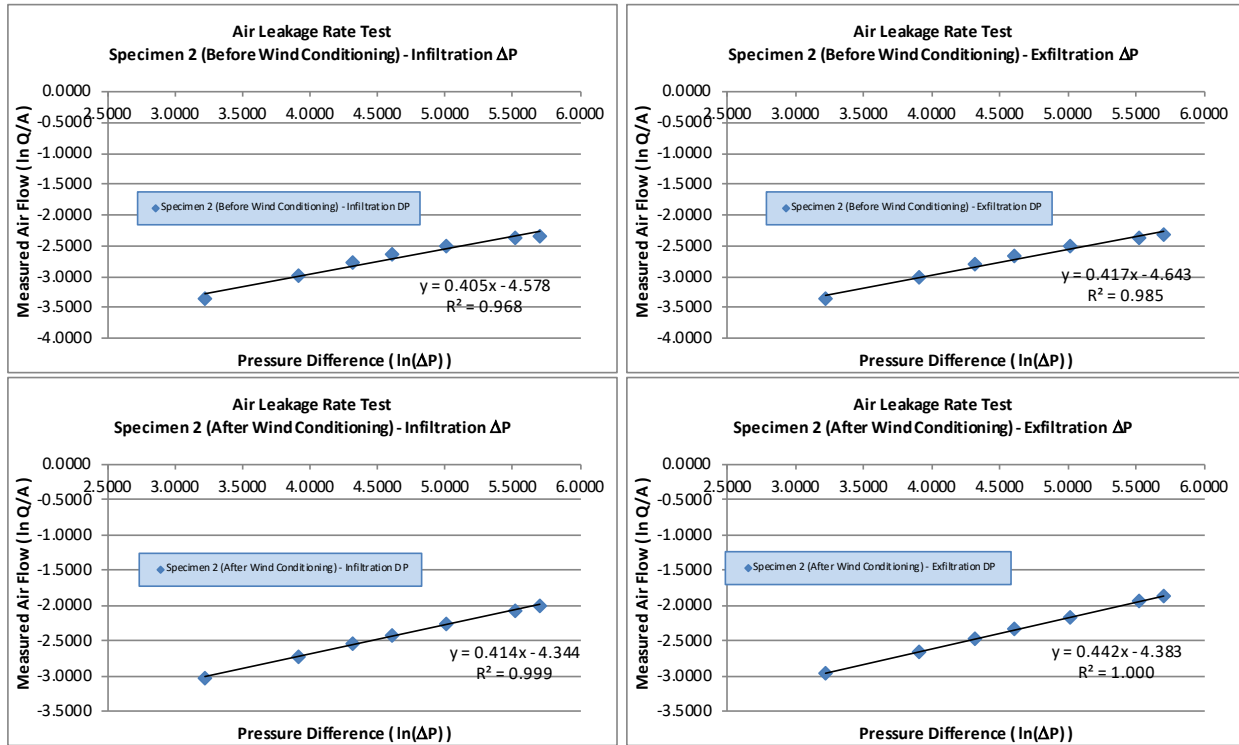 Air Leakage Rate Test
Specimen 2 (Before Wind Conditioning) - Infiltration ΔP
0.0000
-0.5000
-1.0000
-1.5000
-2.0000
-2.5000
-3.0000
-3.5000
-4.0000
2.5000 3.0000 3.5000 4.0000 4.5000 5.0000 5.5000 6.0000
Measured Air Flow ( ln Q/A )
Specimen 2 (Before Wind Conditioning) - Infiltration DP
y = 0.405x - 4.578
R² = 0.968
Pressure Difference ( ln(ΔP) )
Air Leakage Rate Test
Specimen 2 (Before Wind Conditioning) - Exfiltration ΔP
0.0000
-0.5000
-1.0000
-1.5000
-2.0000
-2.5000
-3.0000
-3.5000
-4.0000
2.5000 3.0000 3.5000 4.0000 4.5000 5.0000 5.5000 6.0000
Measured Air Flow ( ln Q/A )
Specimen 2 (Before Wind Conditioning) - Exfiltration DP
y = 0.417x - 4.643
R² = 0.985
Pressure Difference ( ln(ΔP) )
Air Leakage Rate Test
Specimen 2 (After Wind Conditioning) - Infiltration ΔP
0.0000
-0.5000
-1.0000
-1.5000
-2.0000
-2.5000
-3.0000
-3.5000
2.5000 3.0000 3.5000 4.0000 4.5000 5.0000 5.5000 6.0000
Measured Air Flow ( ln Q/A )
Specimen 2 (After Wind Conditioning) - Infiltration DP
y = 0.414x - 4.344
R² = 0.999
Pressure Difference ( ln(ΔP) )
Air Leakage Rate Test
Specimen 2 (After Wind Conditioning) - Exfiltration ΔP
0.0000
-0.5000
-1.0000
-1.5000
-2.0000
-2.5000
-3.0000
-3.5000
2.5000 3.0000 3.5000 4.0000 4.5000 5.0000 5.5000 6.0000
Measured Air Flow ( ln Q/A )
Specimen 2 (After Wind Conditioning) - Exfiltration DP
y = 0.442x - 4.383
R² = 1.000
Pressure Difference ( ln(ΔP) )